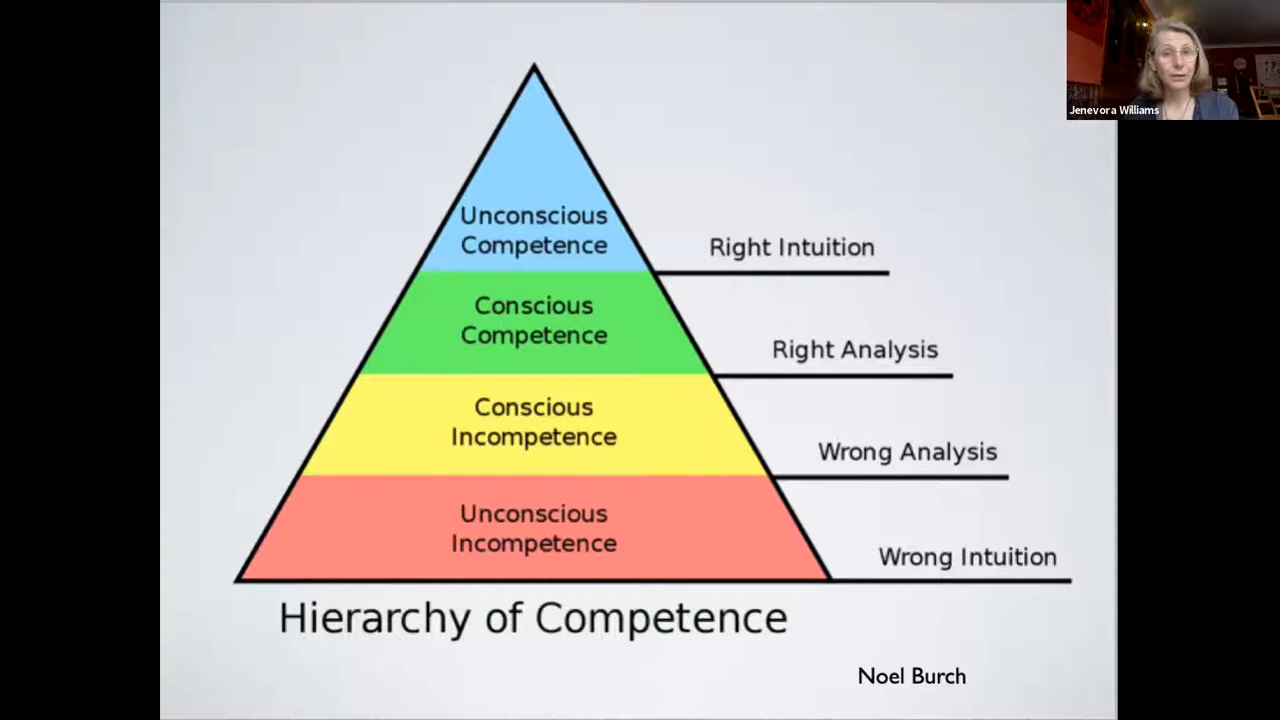 Jenevora Williams
Unconscious
Competence
Right Intuition
Conscious
Competence
Right Analysis
Conscious
Incompetence
Wrong Analysis
Unconscious
Incompetence
Wrong Intuition
Hierarchy of Competence
Noel Burch